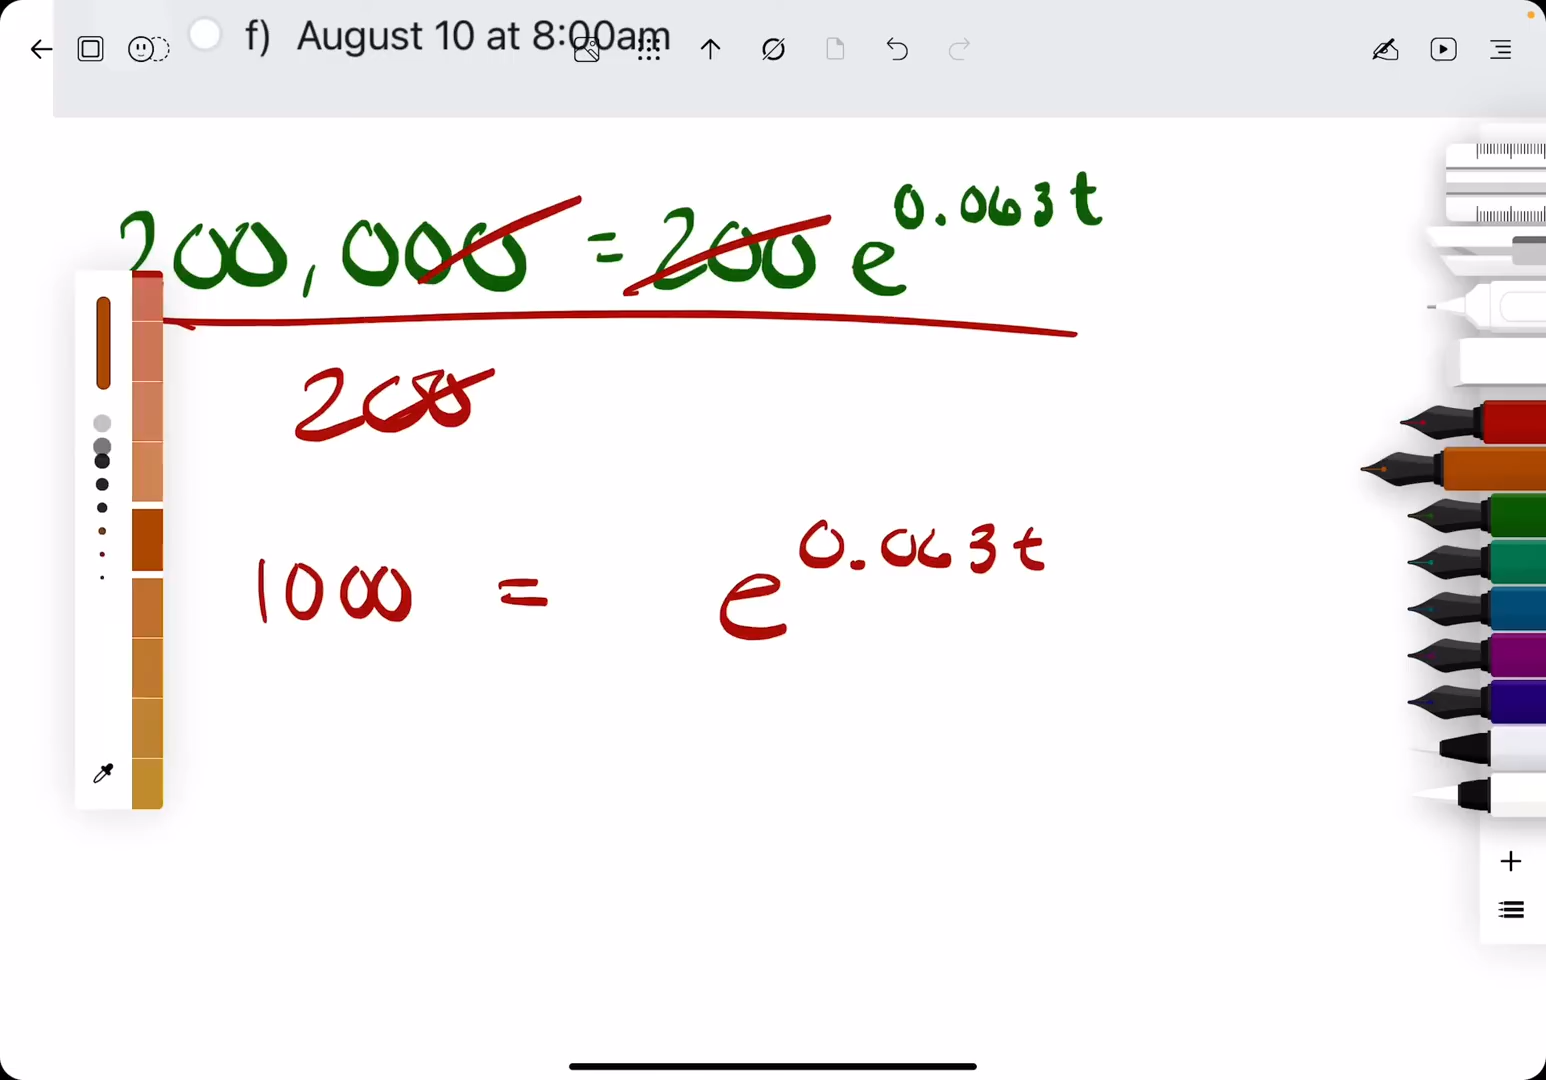 f) August 10 at 8:00am
200,000 = 200 e^0.063t
200
1000 = e^0.063t